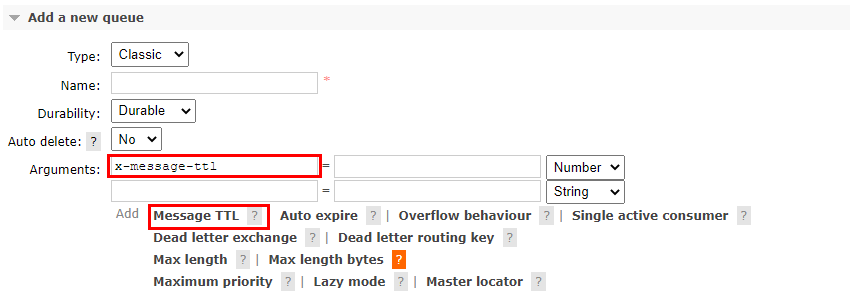 Add a new queue
Type: Classic
Name: *
Durability: Durable
Auto delete: ? No
Arguments: x-message-ttl = Number
= String
Add Message TTL ? Auto expire ? | Overflow behaviour ? | Single active consumer ?
Dead letter exchange ? | Dead letter routing key ?
Max length ? | Max length bytes ?
Maximum priority ? | Lazy mode ? | Master locator ?